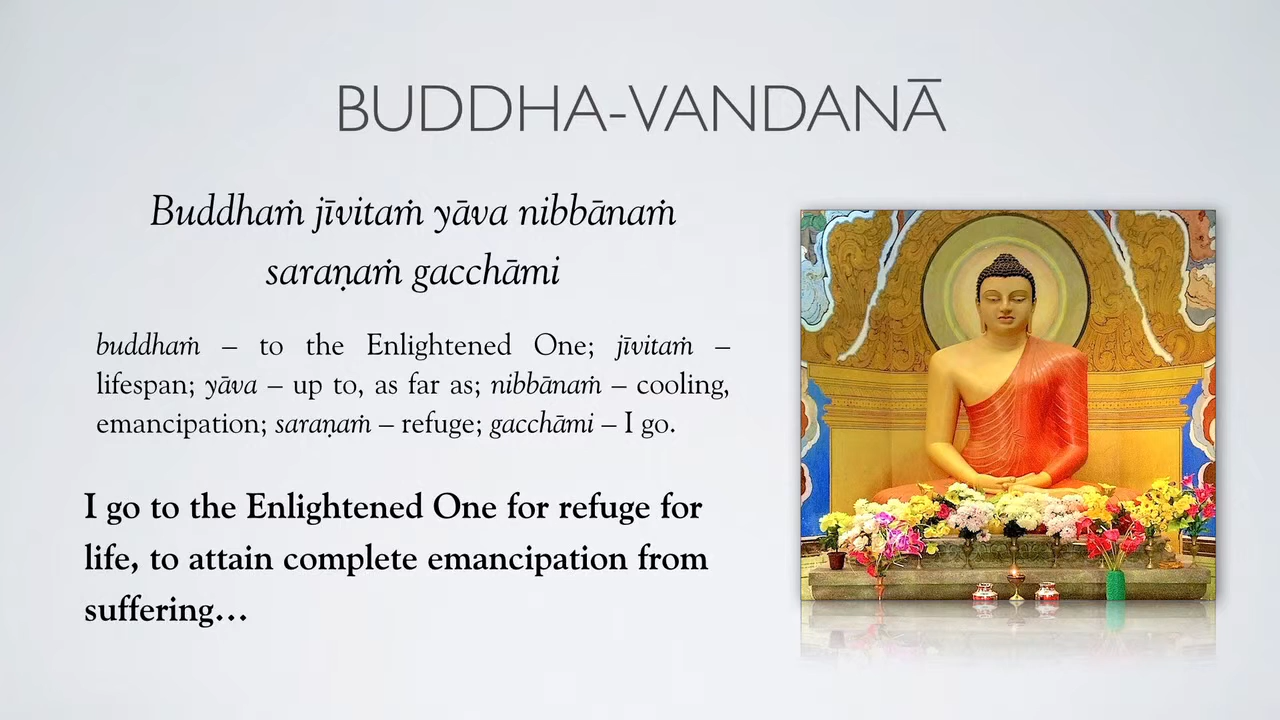 BUDDHA-VANDANĀ
Buddhaṁ jīvitaṁ yāva nibbānaṁ
saraṇaṁ gacchāmi
buddhaṁ – to the Enlightened One; jīvitaṁ –
lifespan; yāva – up to, as far as; nibbānaṁ – cooling,
emancipation; saraṇaṁ – refuge; gacchāmi – I go.
I go to the Enlightened One for refuge for
life, to attain complete emancipation from
suffering…